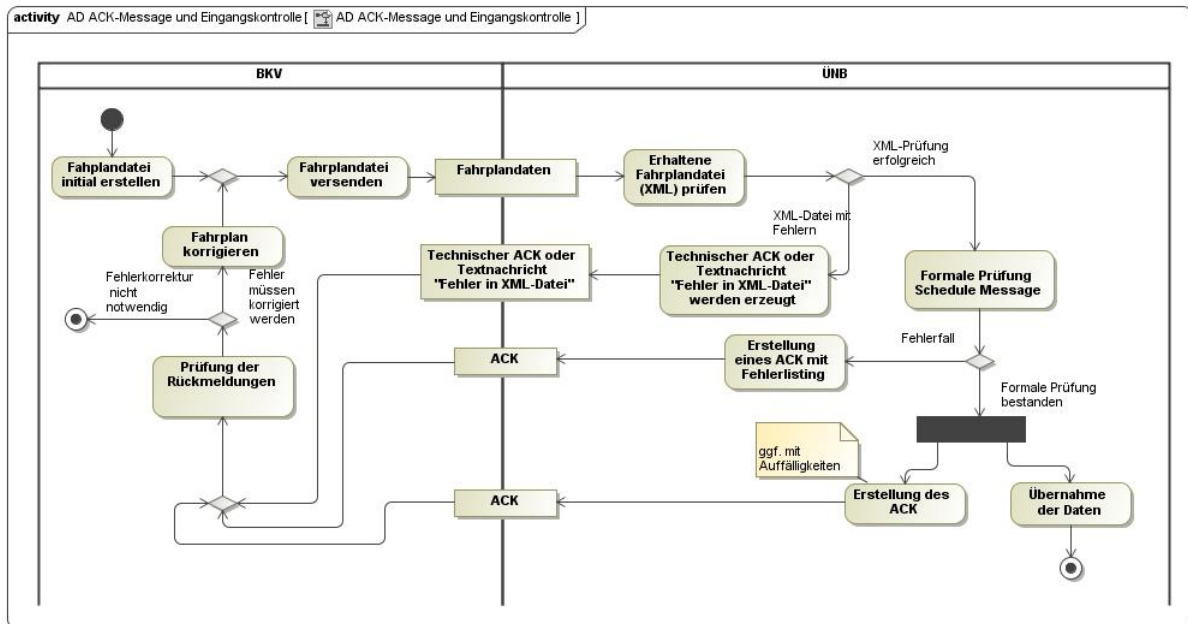 activity AD ACK-Message und Eingangskontrolle [ AD ACK-Message und Eingangskontrolle ]
BKV
ÜNB
Fahplandatei
initial erstellen
Fahrplandatei
versenden
Fahrplandaten
Erhaltene
Fahrplandatei
(XML) prüfen
XML-Prüfung
erfolgreich
XML-Datei mit
Fehlern
Fahrplan
korrigieren
Technischer ACK oder
Textnachricht
"Fehler in XML-Datei"
Technischer ACK oder
Textnachricht
"Fehler in XML-Datei"
werden erzeugt
Formale Prüfung
Schedule Message
Fehlerkorrektur
nicht
notwendig
Fehler
müssen
korrigiert
werden
Prüfung der
Rückmeldungen
ACK
Erstellung
eines ACK mit
Fehlerlisting
Fehlerfall
Formale Prüfung
bestanden
ggf. mit
Auffälligkeiten
ACK
Erstellung des
ACK
Übernahme
der Daten